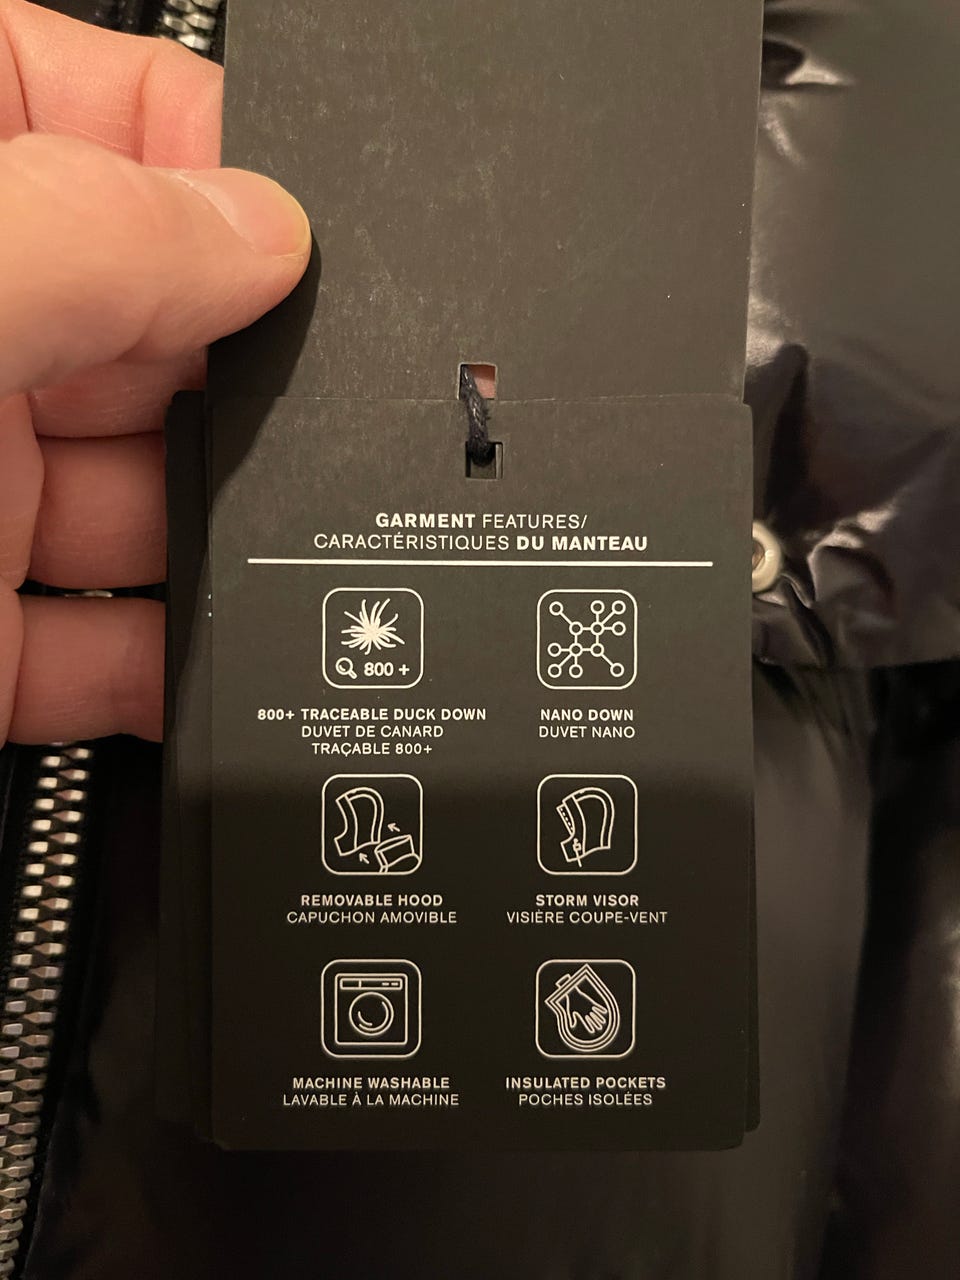 GARMENT FEATURES/
CARACTÉRISTIQUES DU MANTEAU
800 +
800+ TRACEABLE DUCK DOWN
DUVET DE CANARD
TRAÇABLE 800+
NANO DOWN
DUVET NANO
REMOVABLE HOOD
CAPUCHON AMOVIBLE
STORM VISOR
VISIÈRE COUPE-VENT
MACHINE WASHABLE
LAVABLE À LA MACHINE
INSULATED POCKETS
POCHES ISOLÉES